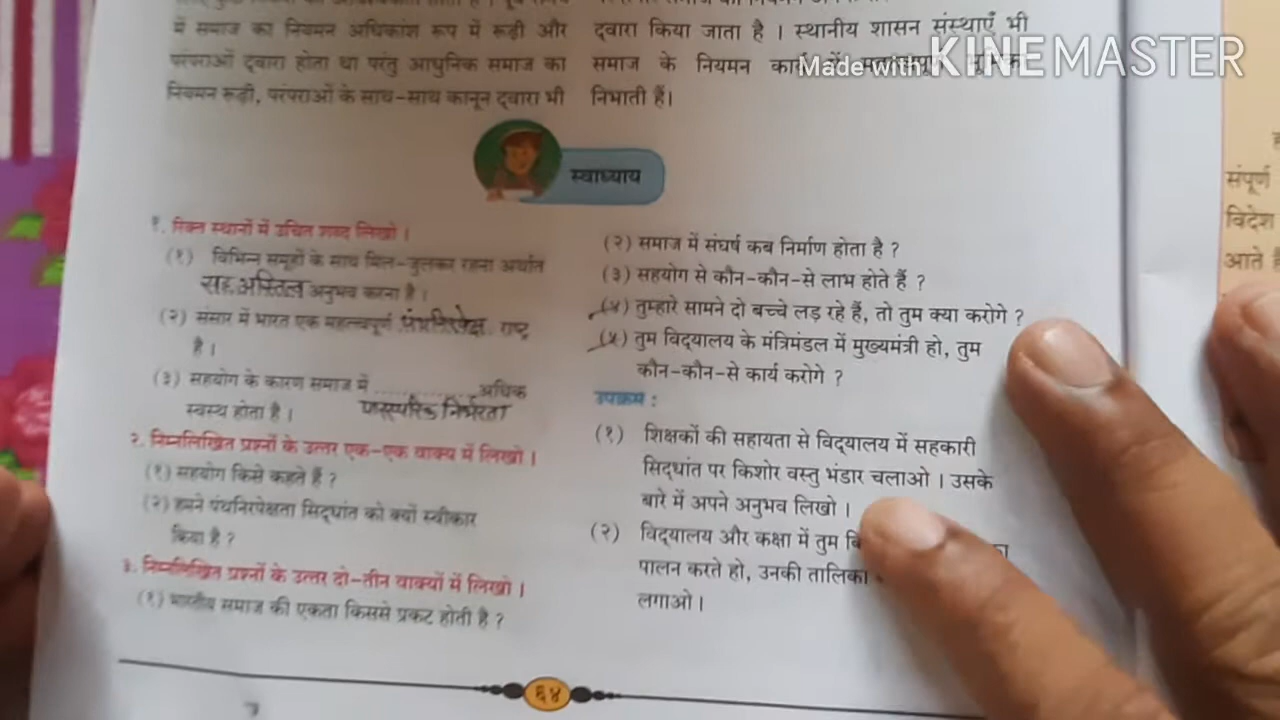 में समाज का नियमन अधिकांश रूप में रूढ़ी और
परंपराओं द्वारा होता था परंतु आधुनिक समाज का
नियमन रूढ़ी, परंपराओं के साथ-साथ कानून द्वारा भी
द्वारा किया जाता है । स्थानीय शासन संस्थाएँ भी
समाज के नियमन कार्य
निभाती हैं।
Made with KINEMASTER
स्वाध्याय
१. रिक्त स्थानों में उचित शब्द लिखो ।
(१) विभिन्न समूहों के साथ मिल-जुलकर रहना अर्थात
सह अस्तित्व अनुभव करना है ।
(२) संसार में भारत एक महत्त्वपूर्ण पंथनिरपेक्ष राष्ट्र
है ।
(३) सहयोग के कारण समाज में ............ अधिक
स्वस्थ होता है । पारस्परिक निर्भरता
२. निम्नलिखित प्रश्नों के उत्तर एक-एक वाक्य में लिखो ।
(१) सहयोग किसे कहते हैं ?
(२) हमने पंथनिरपेक्षता सिद्धांत को क्यों स्वीकार
किया है ?
३. निम्नलिखित प्रश्नों के उत्तर दो-तीन वाक्यों में लिखो ।
(१) भारतीय समाज की एकता किससे प्रकट होती है ?
(२) समाज में संघर्ष कब निर्माण होता है ?
(३) सहयोग से कौन-कौन-से लाभ होते हैं ?
(४) तुम्हारे सामने दो बच्चे लड़ रहे हैं, तो तुम क्या करोगे ?
(५) तुम विद्यालय के मंत्रिमंडल में मुख्यमंत्री हो, तुम
कौन-कौन-से कार्य करोगे ?
उपक्रम :
(१) शिक्षकों की सहायता से विद्यालय में सहकारी
सिद्धांत पर किशोर वस्तु भंडार चलाओ । उसके
बारे में अपने अनुभव लिखो ।
(२) विद्यालय और कक्षा में तुम
पालन करते हो, उनकी तालिका
लगाओ ।
६४
संपूर्ण
विदेश
आते